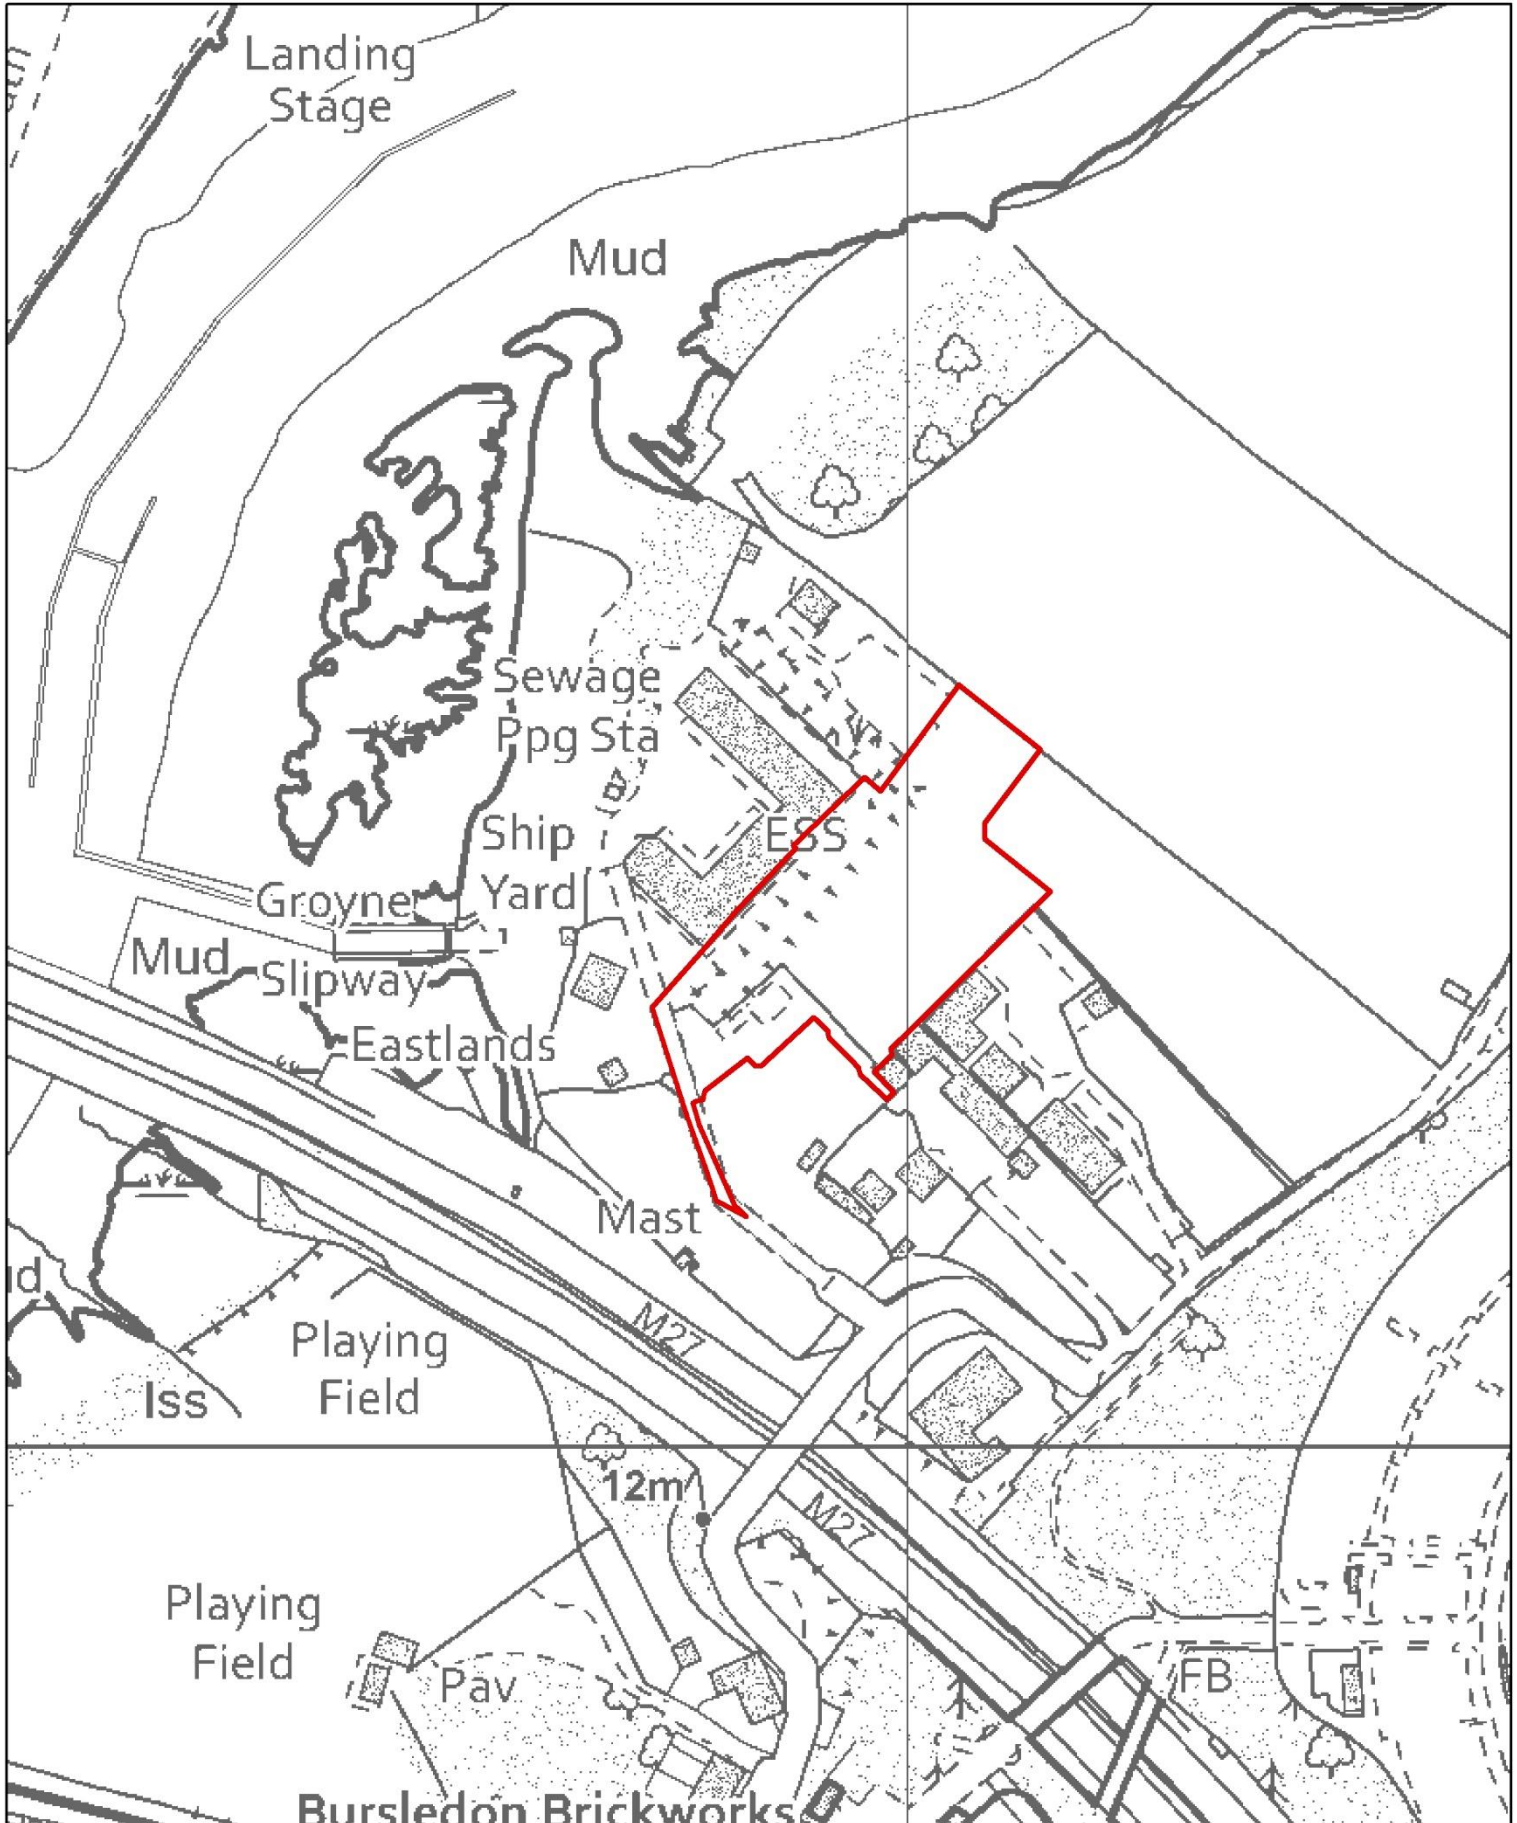 Landing
Stage
Mud
Sewage
Ppg Sta
ESS
Ship
Yard
Groyne
Mud
Slipway
Eastlands
Mast
M27
Playing
Field
Iss
12m
M27
Playing
Field
Pav
FB
Bursledon Brickworks